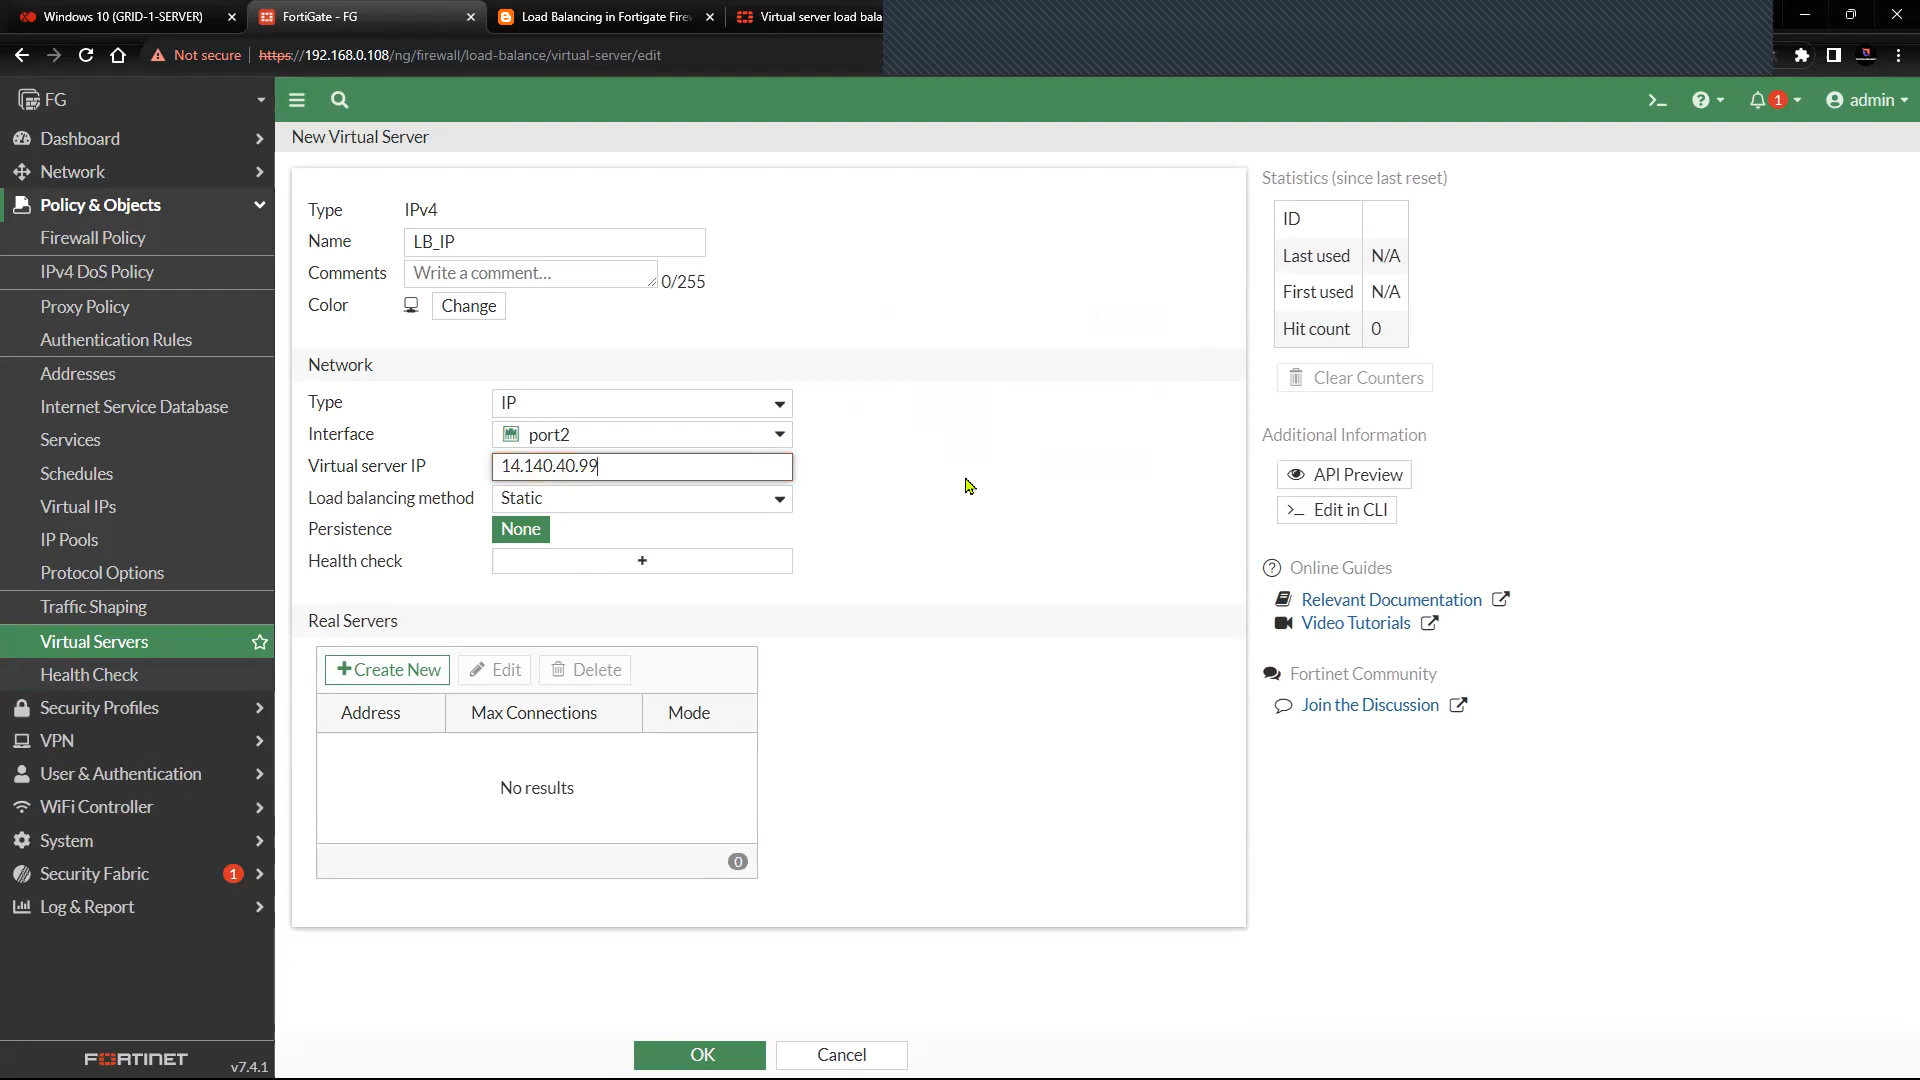 Windows 10 (GRID-1-SERVER)
FortiGate - FG
Load Balancing in Fortigate Fire
Virtual server load bala
Not secure
https://192.168.0.108/ng/firewall/load-balance/virtual-server/edit
FG
1
admin
Dashboard
Network
Policy & Objects
Firewall Policy
IPv4 DoS Policy
Proxy Policy
Authentication Rules
Addresses
Internet Service Database
Services
Schedules
Virtual IPs
IP Pools
Protocol Options
Traffic Shaping
Virtual Servers
Health Check
Security Profiles
VPN
User & Authentication
WiFi Controller
System
Security Fabric 1
Log & Report
FORTINET
v7.4.1
New Virtual Server
Type IPv4
Name LB_IP
Comments Write a comment... 0/255
Color Change
Network
Type IP
Interface port2
Virtual server IP 14.140.40.99
Load balancing method Static
Persistence None
Health check +
Real Servers
+Create New Edit Delete
Address Max Connections Mode
No results
0
OK Cancel
Statistics (since last reset)
ID
Last used N/A
First used N/A
Hit count 0
Clear Counters
Additional Information
API Preview
>_ Edit in CLI
Online Guides
Relevant Documentation
Video Tutorials
Fortinet Community
Join the Discussion